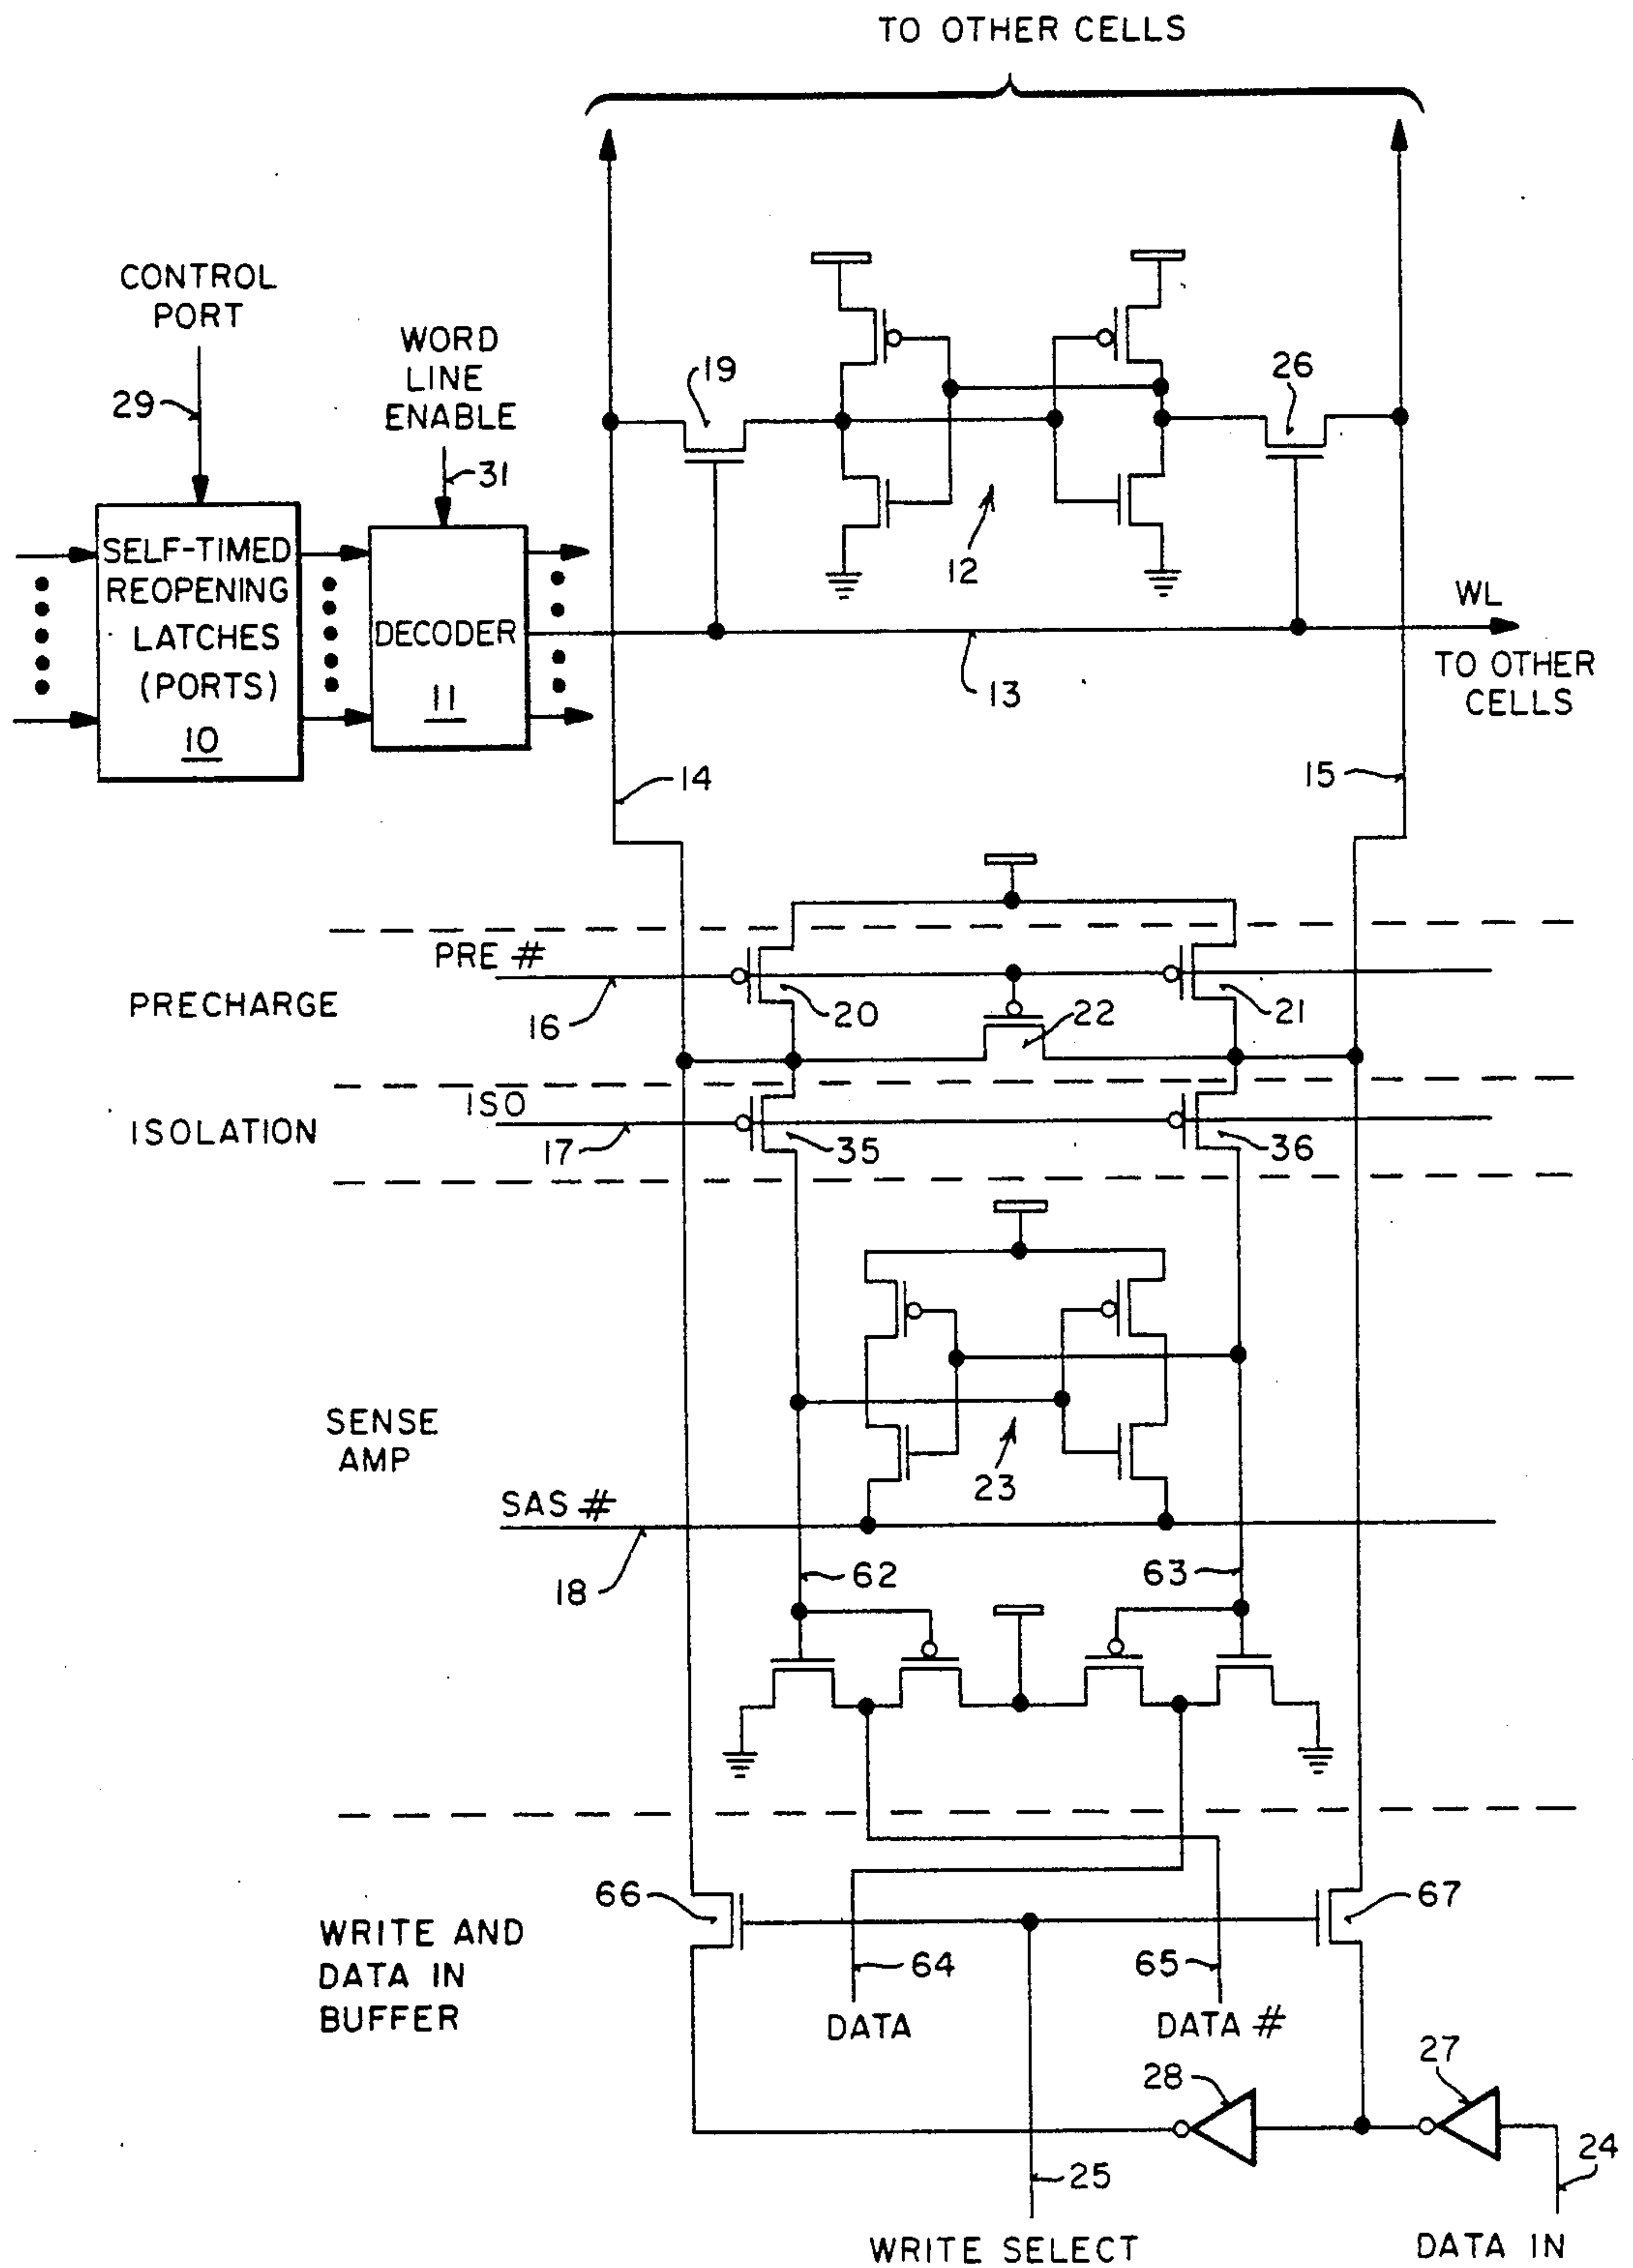 TO OTHER CELLS
CONTROL
PORT
29
WORD
LINE
ENABLE
31
19
26
12
SELF-TIMED
REOPENING
LATCHES
(PORTS)
10
DECODER
11
WL
TO OTHER
CELLS
13
14
15
PRE #
PRECHARGE
16
20
22
21
ISO
ISOLATION
17
35
36
SENSE
AMP
23
SAS #
18
62
63
66
67
WRITE AND
DATA IN
BUFFER
64
65
DATA
DATA #
28
27
25
24
WRITE SELECT
DATA IN